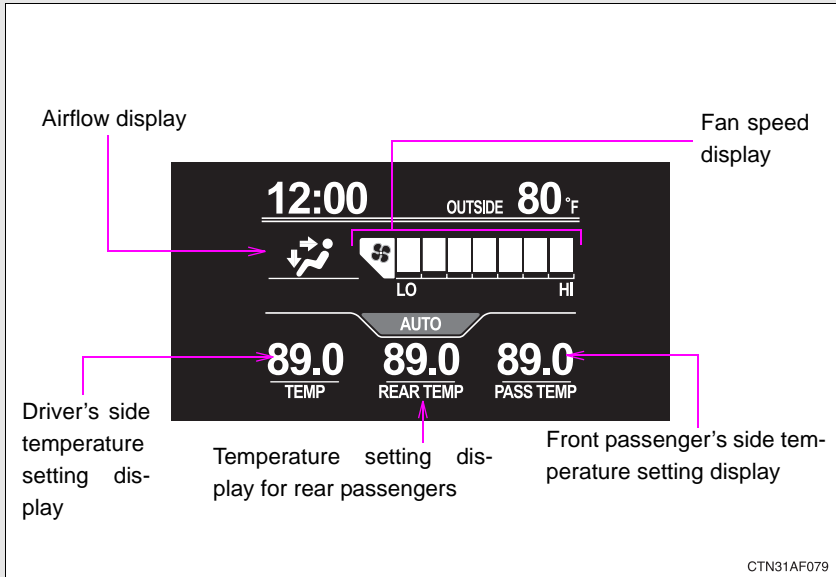 Airflow display
Fan speed
display
12:00 OUTSIDE 80°F
LO HI
AUTO
89.0 89.0 89.0
TEMP REAR TEMP PASS TEMP
Driver's side
temperature
setting dis-
play
Temperature setting dis-
play for rear passengers
Front passenger's side tem-
perature setting display
CTN31AF079